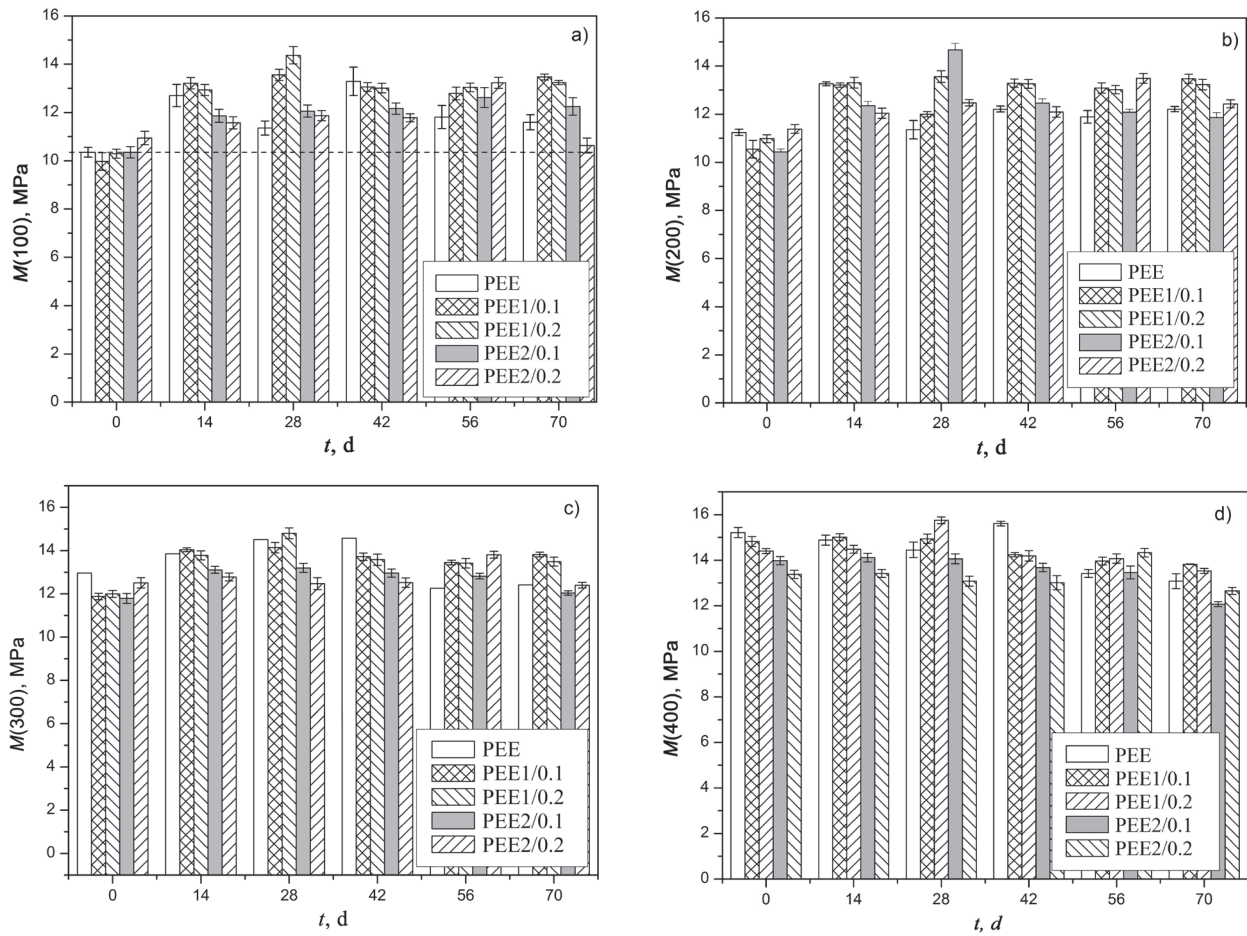 a)
M(100), MPa
16
14
12
10
8
6
4
2
0
PEE
PEE1/0.1
PEE1/0.2
PEE2/0.1
PEE2/0.2
0 14 28 42 56 70
t, d
b)
M(200), MPa
16
14
12
10
8
6
4
2
0
PEE
PEE1/0.1
PEE1/0.2
PEE2/0.1
PEE2/0.2
0 14 28 42 56 70
t, d
c)
M(300), MPa
16
14
12
10
8
6
4
2
0
PEE
PEE1/0.1
PEE1/0.2
PEE2/0.1
PEE2/0.2
0 14 28 42 56 70
t, d
d)
M(400), MPa
16
14
12
10
8
6
4
2
0
PEE
PEE1/0.1
PEE1/0.2
PEE2/0.1
PEE2/0.2
0 14 28 42 56 70
t, d